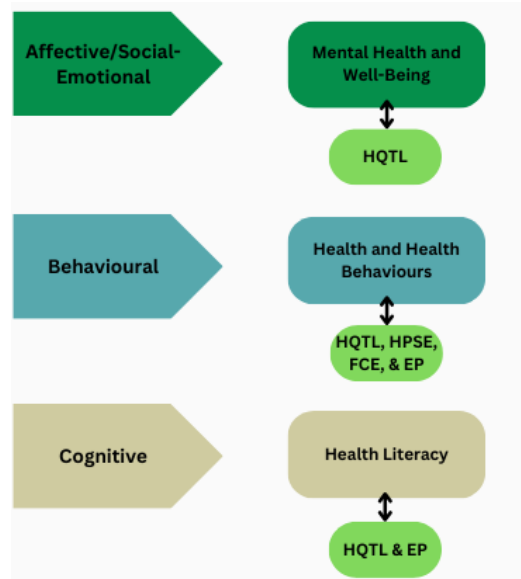 Affective/Social-
Emotional
Mental Health and
Well-Being
HQTL
Behavioural
Health and Health
Behaviours
HQTL, HPSE,
FCE, & EP
Cognitive
Health Literacy
HQTL & EP